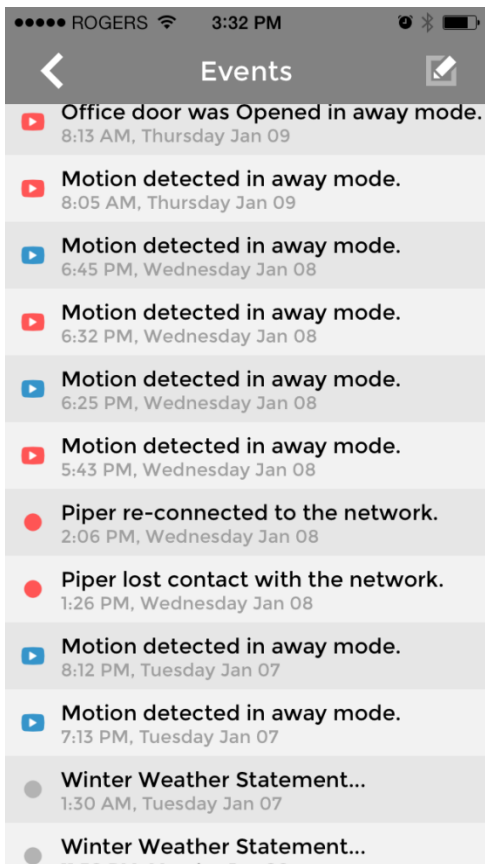 ROGERS 3:32 PM
Events
Office door was Opened in away mode.
8:13 AM, Thursday Jan 09
Motion detected in away mode.
8:05 AM, Thursday Jan 09
Motion detected in away mode.
6:45 PM, Wednesday Jan 08
Motion detected in away mode.
6:32 PM, Wednesday Jan 08
Motion detected in away mode.
6:25 PM, Wednesday Jan 08
Motion detected in away mode.
5:43 PM, Wednesday Jan 08
Piper re-connected to the network.
2:06 PM, Wednesday Jan 08
Piper lost contact with the network.
1:26 PM, Wednesday Jan 08
Motion detected in away mode.
8:12 PM, Tuesday Jan 07
Motion detected in away mode.
7:13 PM, Tuesday Jan 07
Winter Weather Statement...
1:30 AM, Tuesday Jan 07
Winter Weather Statement...